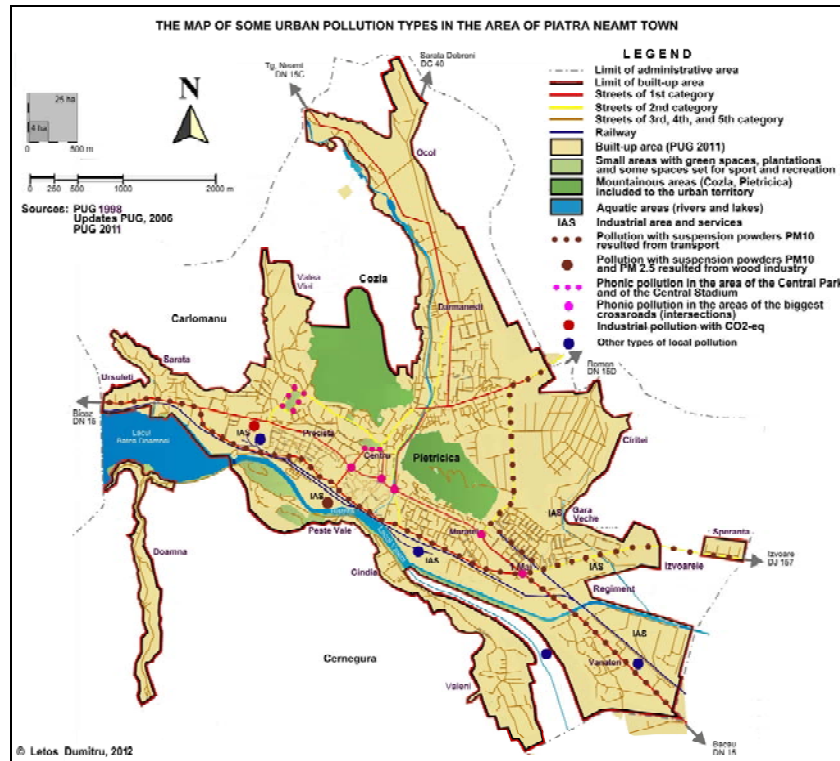 THE MAP OF SOME URBAN POLLUTION TYPES IN THE AREA OF PIATRA NEAMT TOWN
Tg. Neamt
DN 15C
Sarata Dobreni
DC 40
N
25 ha
4 ha
0 500 m
0 250 500 1000 2000 m
Sources: PUG 1998
Updates PUG, 2006
PUG 2011
LEGEND
Limit of administrative area
Limit of built-up area
Streets of 1st category
Streets of 2nd category
Streets of 3rd, 4th, and 5th category
Railway
Built-up area (PUG 2011)
Small areas with green spaces, plantations
and some spaces set for sport and recreation
Mountainous areas (Cozla, Pietricica)
included to the urban territory
Aquatic areas (rivers and lakes)
IAS Industrial area and services
Pollution with suspension powders PM10
resulted from transport
Pollution with suspension powders PM10
and PM 2.5 resulted from wood industry
Phonic pollution in the area of the Central Park
and of the Central Stadium
Phonic pollution in the areas of the biggest
crossroads (intersections)
Industrial pollution with CO2-eq
Other types of local pollution
Ocol
Valea
Viei
Cozla
Carlomanu
Darmanesti
Sarata
Ursuleti
Roman
DN 15D
Bicaz
DN 15
Lacul
Batca Doamnei
IAS
Precista
Centru
Pietricica
Ciritei
IAS
IAS
Gara
Veche
Peste Vale
Doamna
Cindia
IAS
1 Mai
IAS
Speranta
Izvoare
DJ 157
Izvoarele
Regiment
IAS
Cernegura
Vanatori
Valeni
Bacau
DN 15
© Letos Dumitru, 2012